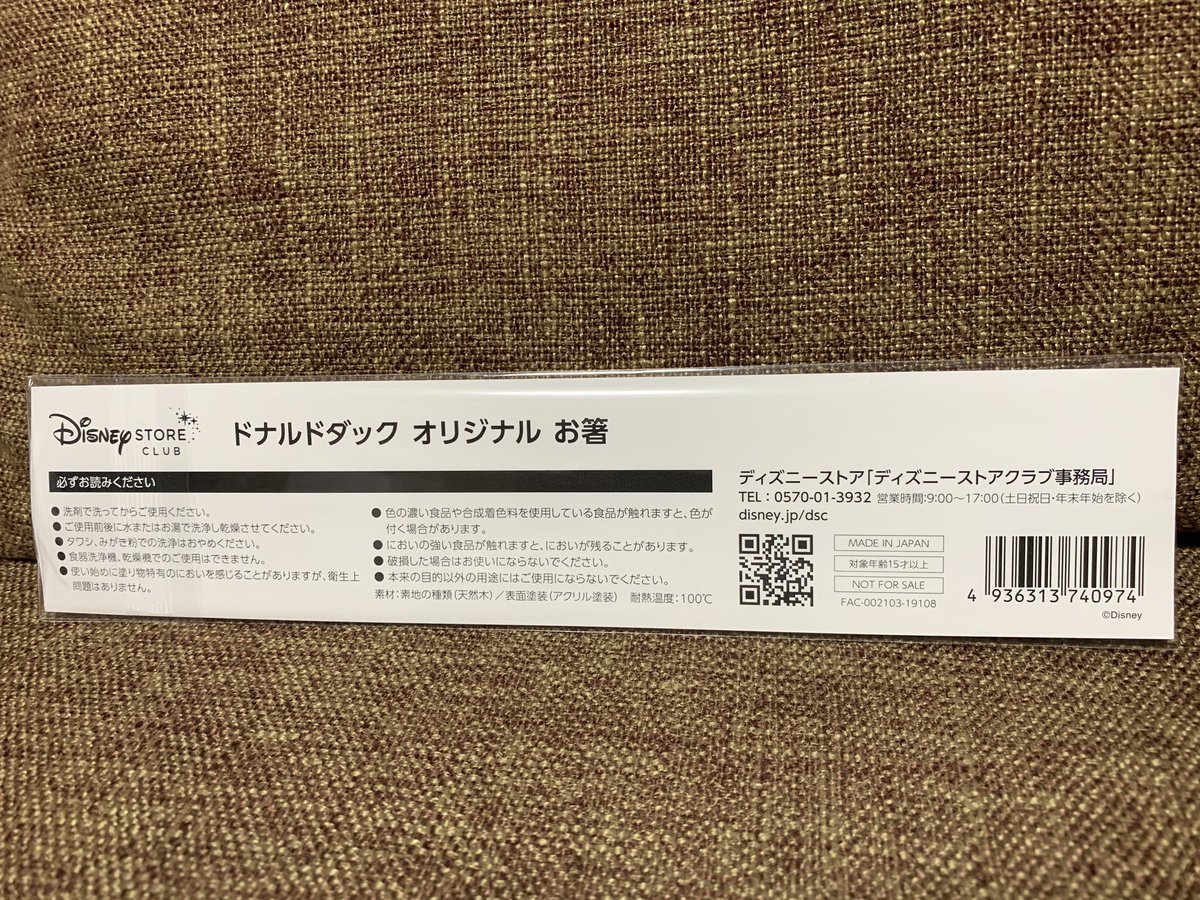 Disney STORE
CLUB
ドナルドダック オリジナル お箸
必ずお読みください
●洗剤で洗ってからご使用ください。
●ご使用前後に水またはお湯で洗浄し乾燥させてください。
●タワシ、みがき粉での洗浄はおやめください。
●食器洗浄機、乾燥機でのご使用はできません。
●使い始めに塗り物特有のにおいを感じることがありますが、衛生上
問題はありません。
●色の濃い食品や合成着色料を使用している食品が触れますと、色が
付く場合があります。
●においの強い食品が触れますと、においが残ることがあります。
●破損した場合はお使いにならないでください。
●本来の目的以外の用途にはご使用にならないでください。
素材：素地の種類（天然木）／表面塗装（アクリル塗装） 耐熱温度：100℃
ディズニーストア「ディズニーストアクラブ事務局」
TEL：0570-01-3932 営業時間:9:00～17:00（土日祝日・年末年始を除く）
disney.jp/dsc
MADE IN JAPAN
対象年齢15才以上
NOT FOR SALE
FAC-002103-19108
4 936313 740974
©Disney